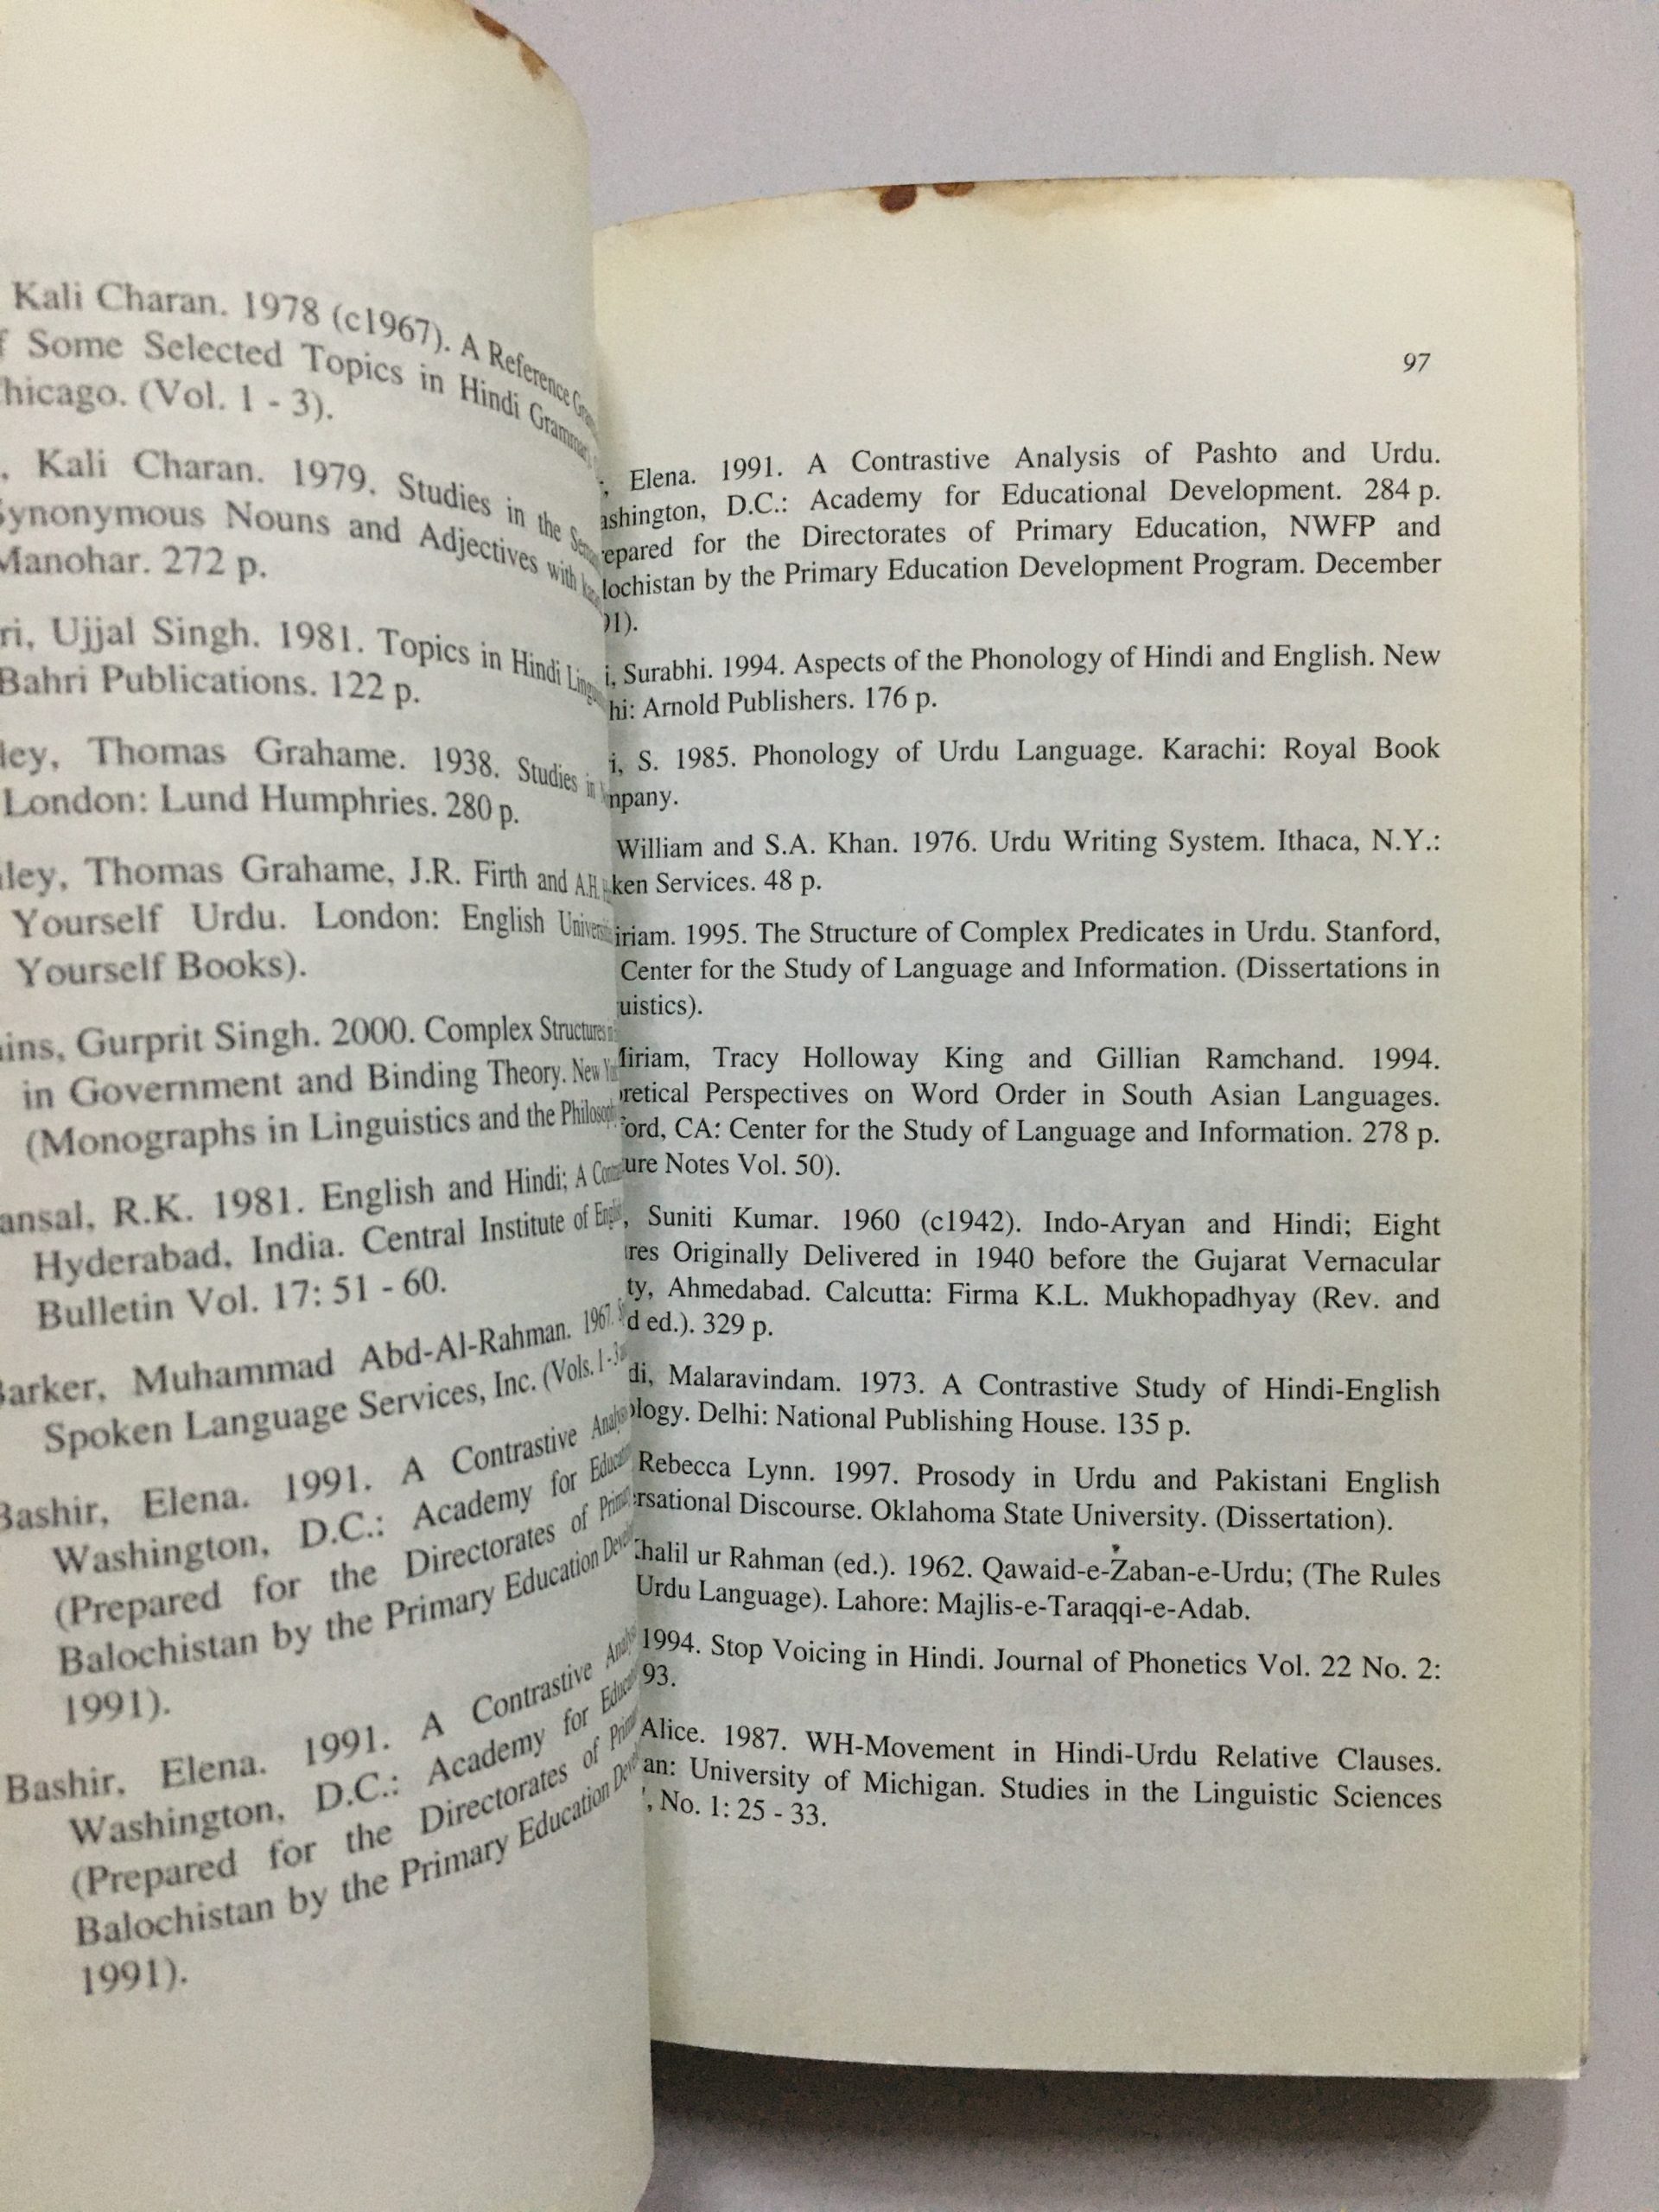 Kali Charan. 1978 (c1967). A Reference
Some Selected Topics in Hindi
hicago. (Vol. 1 - 3).
, Kali Charan. 1979. Studies in the
ynonymous Nouns and Adjectives with
Manohar. 272 p.
ri, Ujjal Singh. 1981. Topics in Hindi
Bahri Publications. 122 p.
ley, Thomas Grahame. 1938. Studies in
London: Lund Humphries. 280 p.
ley, Thomas Grahame, J.R. Firth and A.H.
Yourself Urdu. London: English
Yourself Books).
ins, Gurprit Singh. 2000. Complex Structures
in Government and Binding Theory. New
(Monographs in Linguistics and the
ansal, R.K. 1981. English and Hindi; A
Hyderabad, India. Central Institute of
Bulletin Vol. 17: 51 - 60.
Barker, Muhammad Abd-Al-Rahman. 1967.
Spoken Language Services, Inc. (Vols. 1-3
Bashir, Elena. 1991. A Contrastive
Washington, D.C.: Academy for
(Prepared for the Directorates of
Balochistan by the Primary Education
1991).
Bashir, Elena. 1991. A Contrastive
Washington, D.C.: Academy for
(Prepared for the Directorates of
Balochistan by the Primary Education
1991).
97
, Elena. 1991. A Contrastive Analysis of Pashto and Urdu.
ashington, D.C.: Academy for Educational Development. 284 p.
epared for the Directorates of Primary Education, NWFP and
lochistan by the Primary Education Development Program. December
91).
i, Surabhi. 1994. Aspects of the Phonology of Hindi and English. New
hi: Arnold Publishers. 176 p.
i, S. 1985. Phonology of Urdu Language. Karachi: Royal Book
mpany.
William and S.A. Khan. 1976. Urdu Writing System. Ithaca, N.Y.:
ken Services. 48 p.
iriam. 1995. The Structure of Complex Predicates in Urdu. Stanford,
Center for the Study of Language and Information. (Dissertations in
uistics).
Miriam, Tracy Holloway King and Gillian Ramchand. 1994.
retical Perspectives on Word Order in South Asian Languages.
ford, CA: Center for the Study of Language and Information. 278 p.
ure Notes Vol. 50).
, Suniti Kumar. 1960 (c1942). Indo-Aryan and Hindi; Eight
res Originally Delivered in 1940 before the Gujarat Vernacular
ty, Ahmedabad. Calcutta: Firma K.L. Mukhopadhyay (Rev. and
d ed.). 329 p.
di, Malaravindam. 1973. A Contrastive Study of Hindi-English
ology. Delhi: National Publishing House. 135 p.
Rebecca Lynn. 1997. Prosody in Urdu and Pakistani English
rsational Discourse. Oklahoma State University. (Dissertation).
Khalil ur Rahman (ed.). 1962. Qawaid-e-Zaban-e-Urdu; (The Rules
Urdu Language). Lahore: Majlis-e-Taraqqi-e-Adab.
1994. Stop Voicing in Hindi. Journal of Phonetics Vol. 22 No. 2:
93.
Alice. 1987. WH-Movement in Hindi-Urdu Relative Clauses.
an: University of Michigan. Studies in the Linguistic Sciences
, No. 1: 25 - 33.